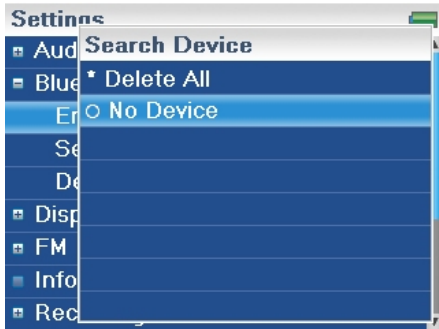 Settings
Search Device
* Delete All
No Device
Aud
Blue
Er
Se
De
Disp
FM
Info
Rec